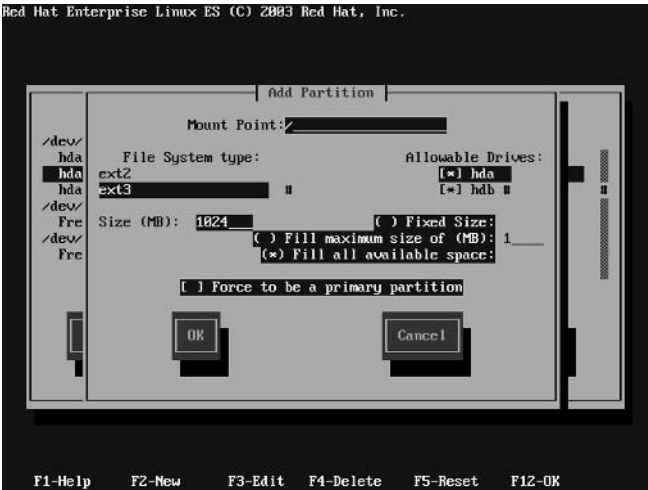 Red Hat Enterprise Linux ES (C) 2003 Red Hat, Inc.
Add Partition
Mount Point:/
/dev/
hda File System type: Allowable Drives:
hda ext2 [*] hda
hda ext3 # [*] hdb # #
/dev/
Fre Size (MB): 1024 ( ) Fixed Size:
/dev/ ( ) Fill maximum size of (MB): 1
Fre (*) Fill all available space:
[ ] Force to be a primary partition
OK Cancel
F1-Help F2-New F3-Edit F4-Delete F5-Reset F12-OK